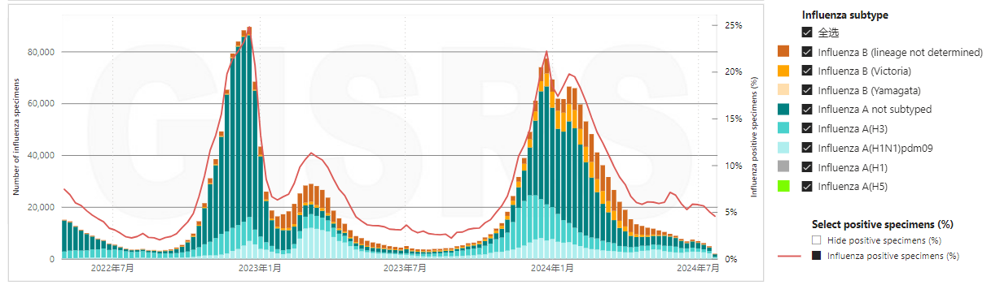 GISRS
Number of influenza specimens
80,000
60,000
40,000
20,000
0
25%
20%
15%
10%
5%
0%
Influenza positive specimens (%)
2022年7月
2023年1月
2023年7月
2024年1月
2024年7月
Influenza subtype
全选
Influenza B (lineage not determined)
Influenza B (Victoria)
Influenza B (Yamagata)
Influenza A not subtyped
Influenza A(H3)
Influenza A(H1N1)pdm09
Influenza A(H1)
Influenza A(H5)
Select positive specimens (%)
Hide positive specimens (%)
Influenza positive specimens (%)